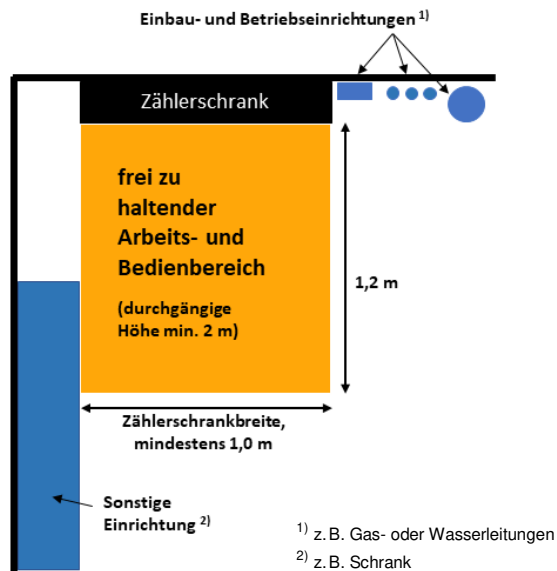 Einbau- und Betriebseinrichtungen 1)
Zählerschrank
frei zu
haltender
Arbeits- und
Bedienbereich
(durchgängige
Höhe min. 2 m)
1,2 m
Zählerschrankbreite,
mindestens 1,0 m
Sonstige
Einrichtung 2)
1) z.B. Gas- oder Wasserleitungen
2) z.B. Schrank